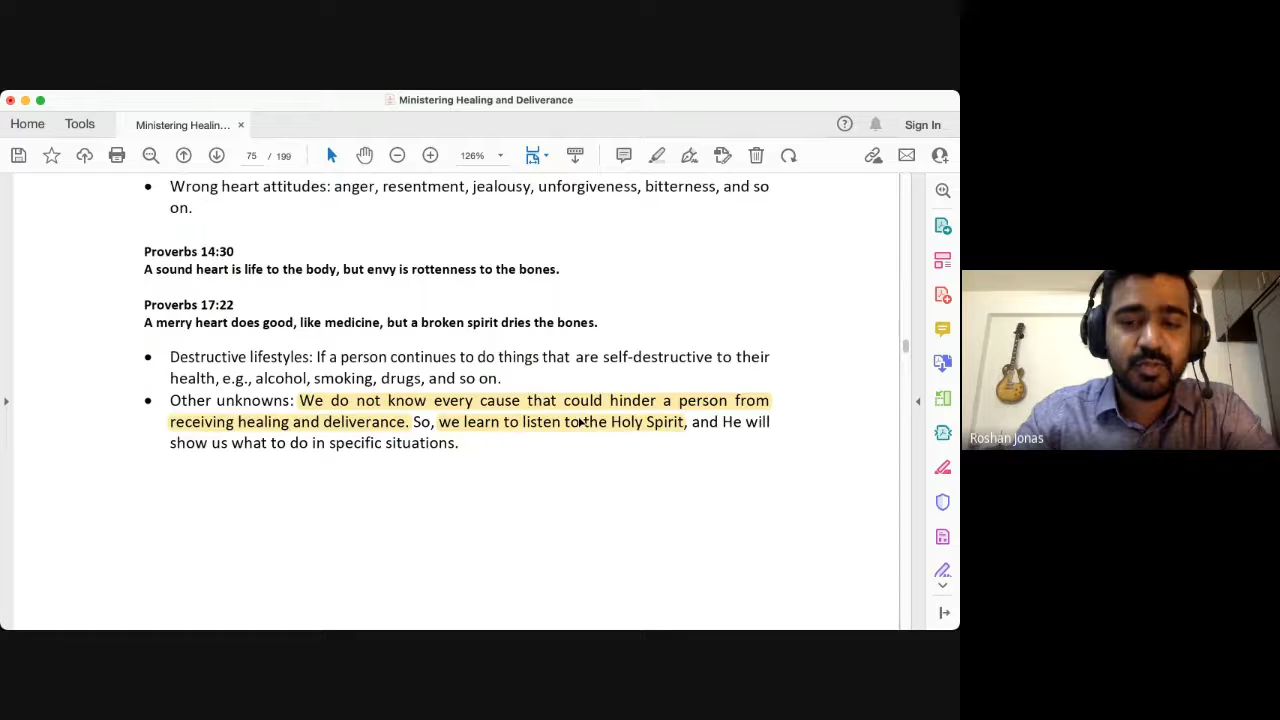 Ministering Healing and Deliverance
Home Tools Ministering Healin... × Sign In
75 / 199 126%
• Wrong heart attitudes: anger, resentment, jealousy, unforgiveness, bitterness, and so
on.
Proverbs 14:30
A sound heart is life to the body, but envy is rottenness to the bones.
Proverbs 17:22
A merry heart does good, like medicine, but a broken spirit dries the bones.
• Destructive lifestyles: If a person continues to do things that are self-destructive to their
health, e.g., alcohol, smoking, drugs, and so on.
• Other unknowns: We do not know every cause that could hinder a person from
receiving healing and deliverance. So, we learn to listen to the Holy Spirit, and He will
show us what to do in specific situations.
Roshan Jonas